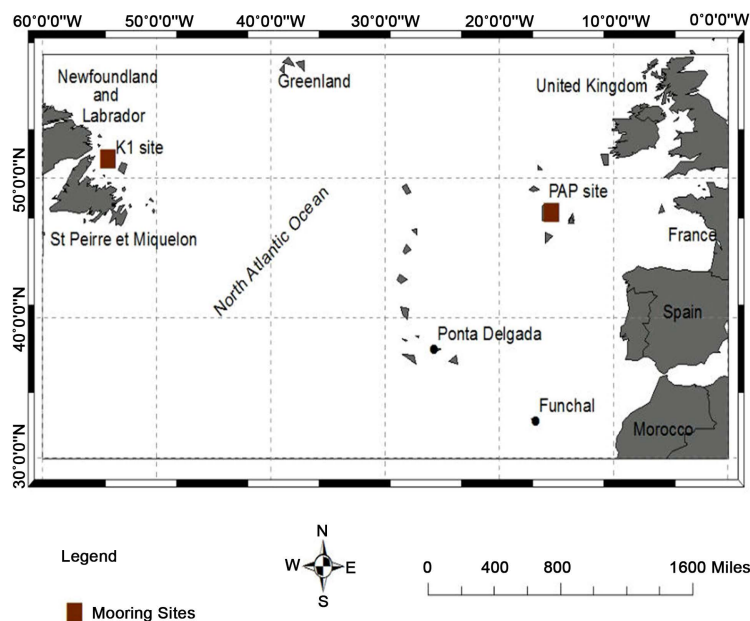 60°0'0"W 50°0'0"W 40°0'0"W 30°0'0"W 20°0'0"W 10°0'0"W 0°0'0"W
Newfoundland
and
Labrador
Greenland
United Kingdom
K1 site
50°0'0"N
PAP site
St Peirre et Miquelon
North Atlantic Ocean
France
40°0'0"N
Spain
Ponta Delgada
Funchal
Morocco
30°0'0"N
Legend
N
W E
S
0 400 800 1600 Miles
Mooring Sites